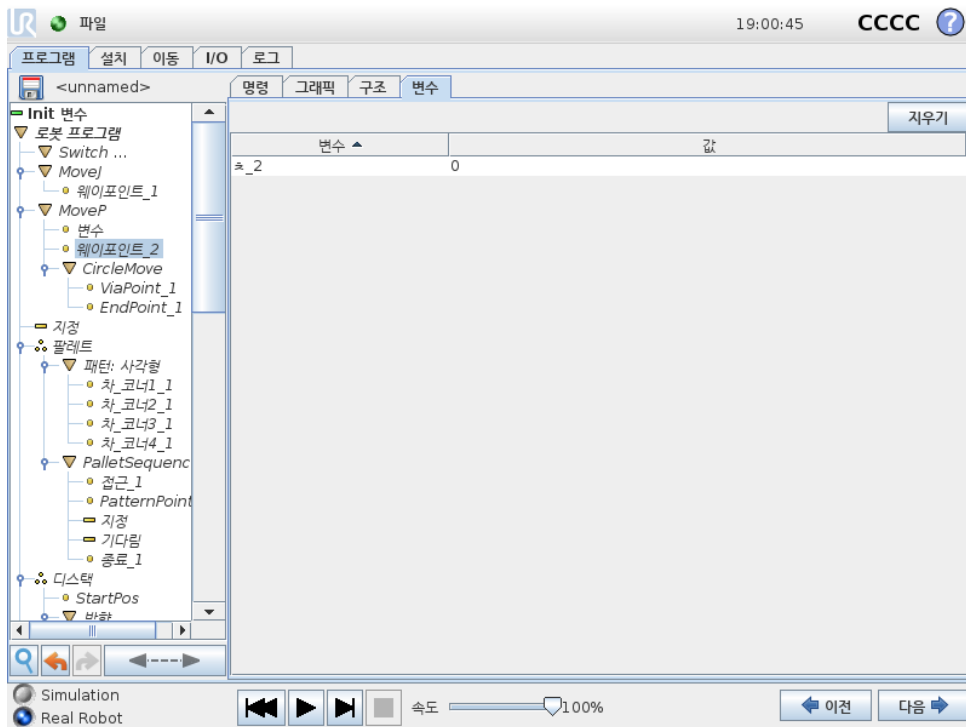 UR 파일 19:00:45 CCCC ?
프로그램 설치 이동 I/O 로그
<unnamed> 명령 그래픽 구조 변수
지우기
변수 값
ㅊ_2 0
Init 변수
로봇 프로그램
Switch ...
MoveJ
웨이포인트_1
MoveP
변수
웨이포인트_2
CircleMove
ViaPoint_1
EndPoint_1
지정
팔레트
패턴: 사각형
차_코너1_1
차_코너2_1
차_코너3_1
차_코너4_1
PalletSequenc
접근_1
PatternPoint
지정
기다림
종료_1
디스택
StartPos
방향
Simulation
Real Robot
속도 100% 이전 다음